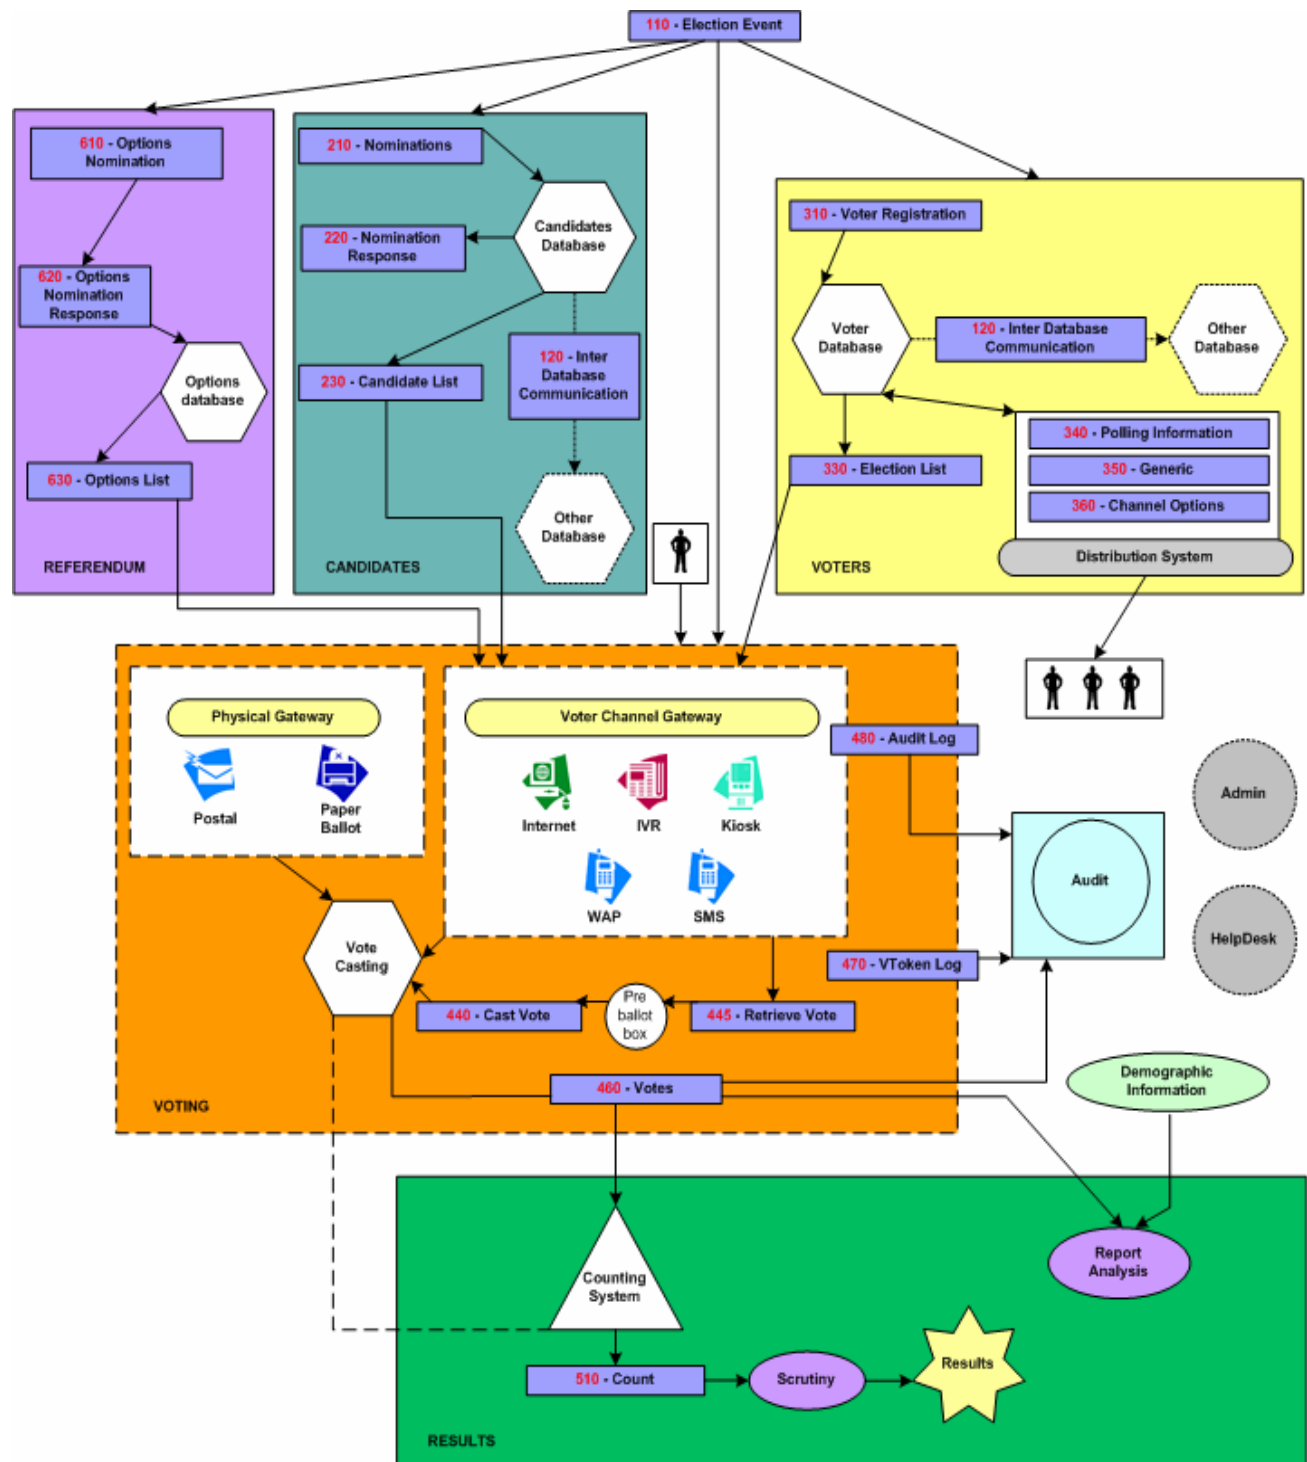 110 - Election Event
610 - Options
Nomination
620 - Options
Nomination
Response
Options
database
630 - Options List
REFERENDUM
210 - Nominations
Candidates
Database
220 - Nomination
Response
120 - Inter
Database
Communication
230 - Candidate List
Other
Database
CANDIDATES
310 - Voter Registration
Voter
Database
120 - Inter Database
Communication
Other
Database
340 - Polling Information
330 - Election List
350 - Generic
360 - Channel Options
Distribution System
VOTERS
Physical Gateway
Postal
Paper
Ballot
Voter Channel Gateway
Internet
IVR
Kiosk
WAP
SMS
480 - Audit Log
Admin
Audit
HelpDesk
Vote
Casting
470 - VToken Log
440 - Cast Vote
Pre
ballot
box
445 - Retrieve Vote
460 - Votes
VOTING
Demographic
Information
Counting
System
Report
Analysis
510 - Count
Scrutiny
Results
RESULTS